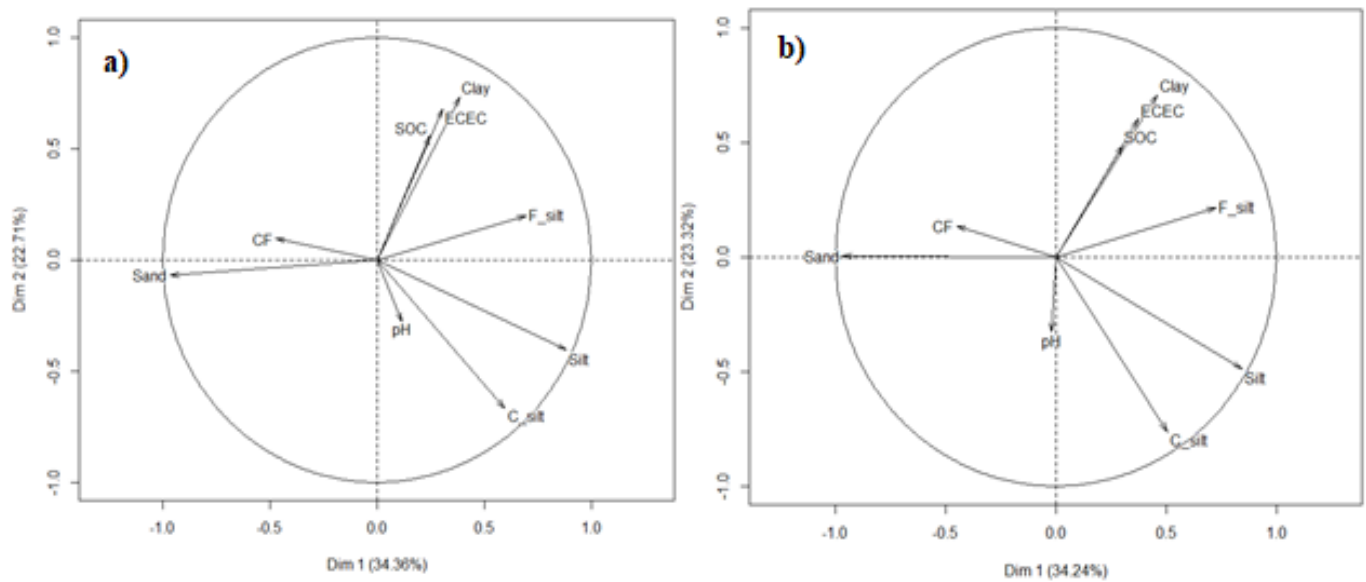 a)
Clay
ECEC
SOC
F_silt
CF
Sand
pH
Silt
C_silt
1.0
0.5
0.0
-0.5
-1.0
Dim 2 (22.71%)
-1.0 -0.5 0.0 0.5 1.0
Dim 1 (34.36%)
b)
Clay
ECEC
SOC
F_silt
CF
Sand
pH
Silt
C_silt
1.0
0.5
0.0
-0.5
-1.0
Dim 2 (23.32%)
-1.0 -0.5 0.0 0.5 1.0
Dim 1 (34.24%)